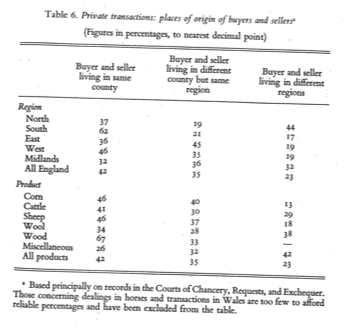 Table 6. Private transactions: places of origin of buyers and sellersᵃ
(Figures in percentages, to nearest decimal point)
Buyer and seller living in same county
Buyer and seller living in different county but same region
Buyer and seller living in different regions
Region
North 37 19 44
South 62 21 17
East 36 45 19
West 46 35 19
Midlands 32 36 32
All England 42 35 23
Product
Corn 46 40 13
Cattle 41 30 29
Sheep 46 37 18
Wool 34 28 38
Wood 67 33 —
Miscellaneous 26 32 42
All products 42 35 23
ᵃ Based principally on records in the Courts of Chancery, Requests, and Exchequer.
Those concerning dealings in horses and transactions in Wales are too few to afford
reliable percentages and have been excluded from the table.